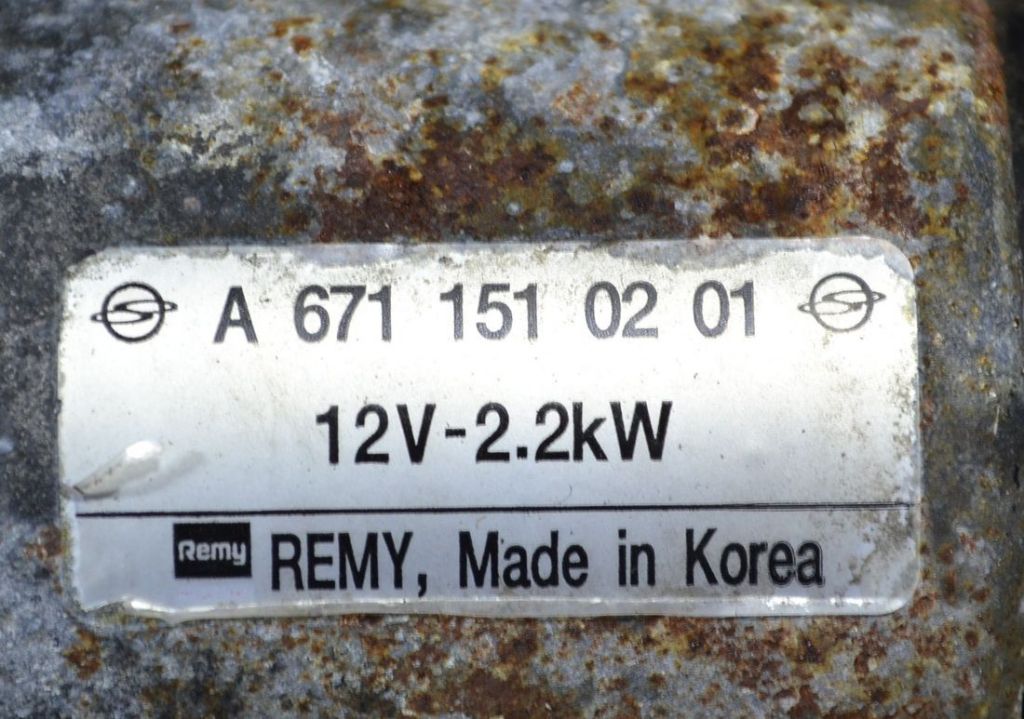 A 671 151 02 01
12V-2.2kW
Remy REMY, Made in Korea